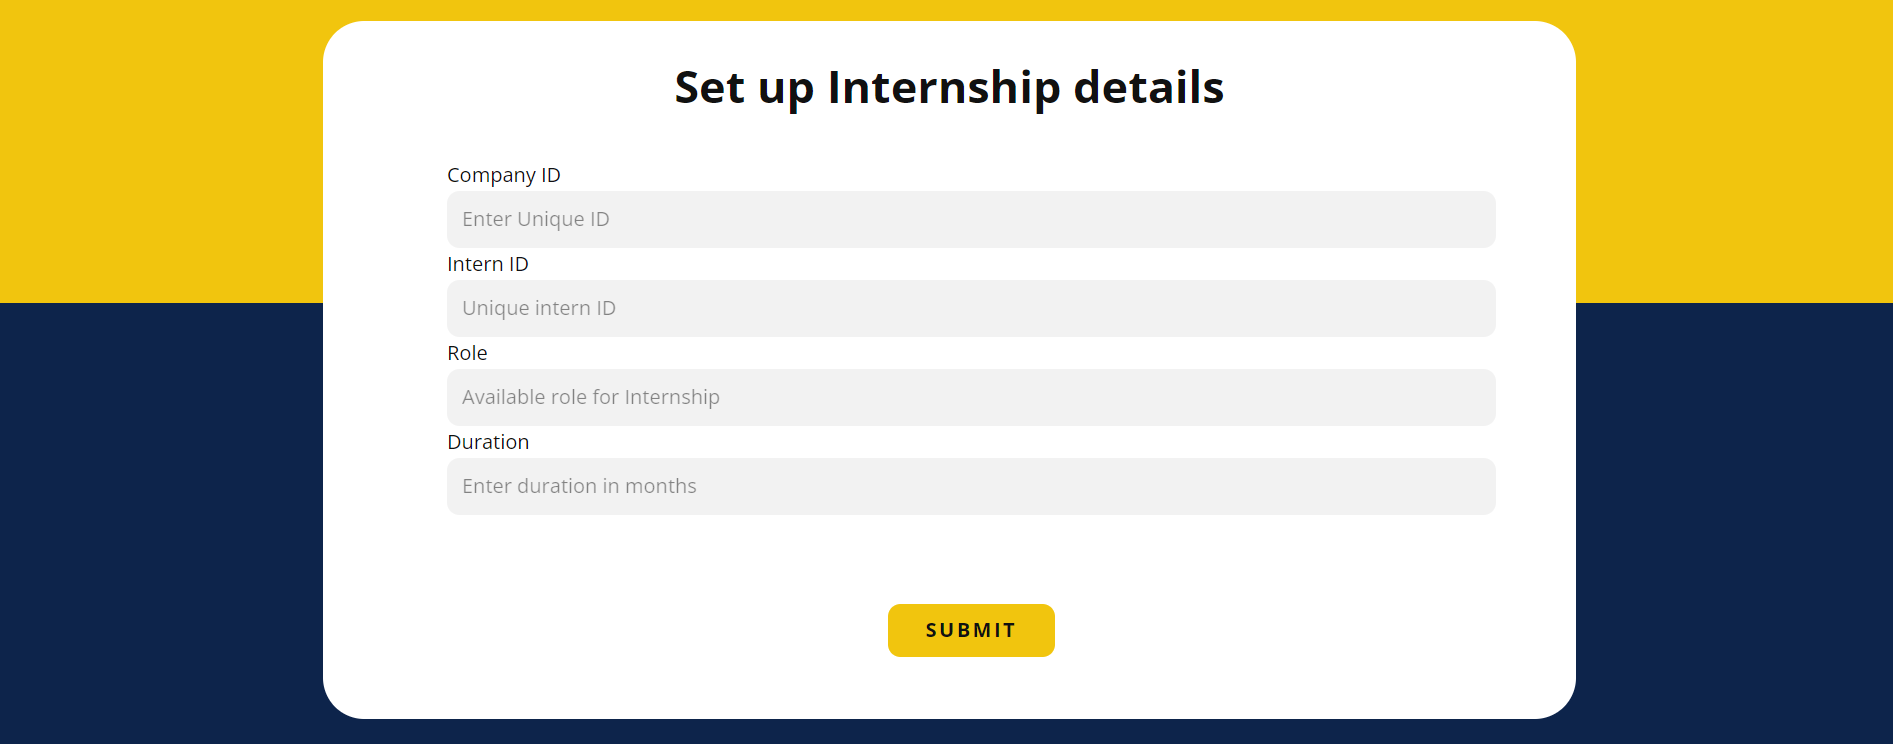 Set up Internship details
Company ID
Enter Unique ID
Intern ID
Unique intern ID
Role
Available role for Internship
Duration
Enter duration in months
SUBMIT